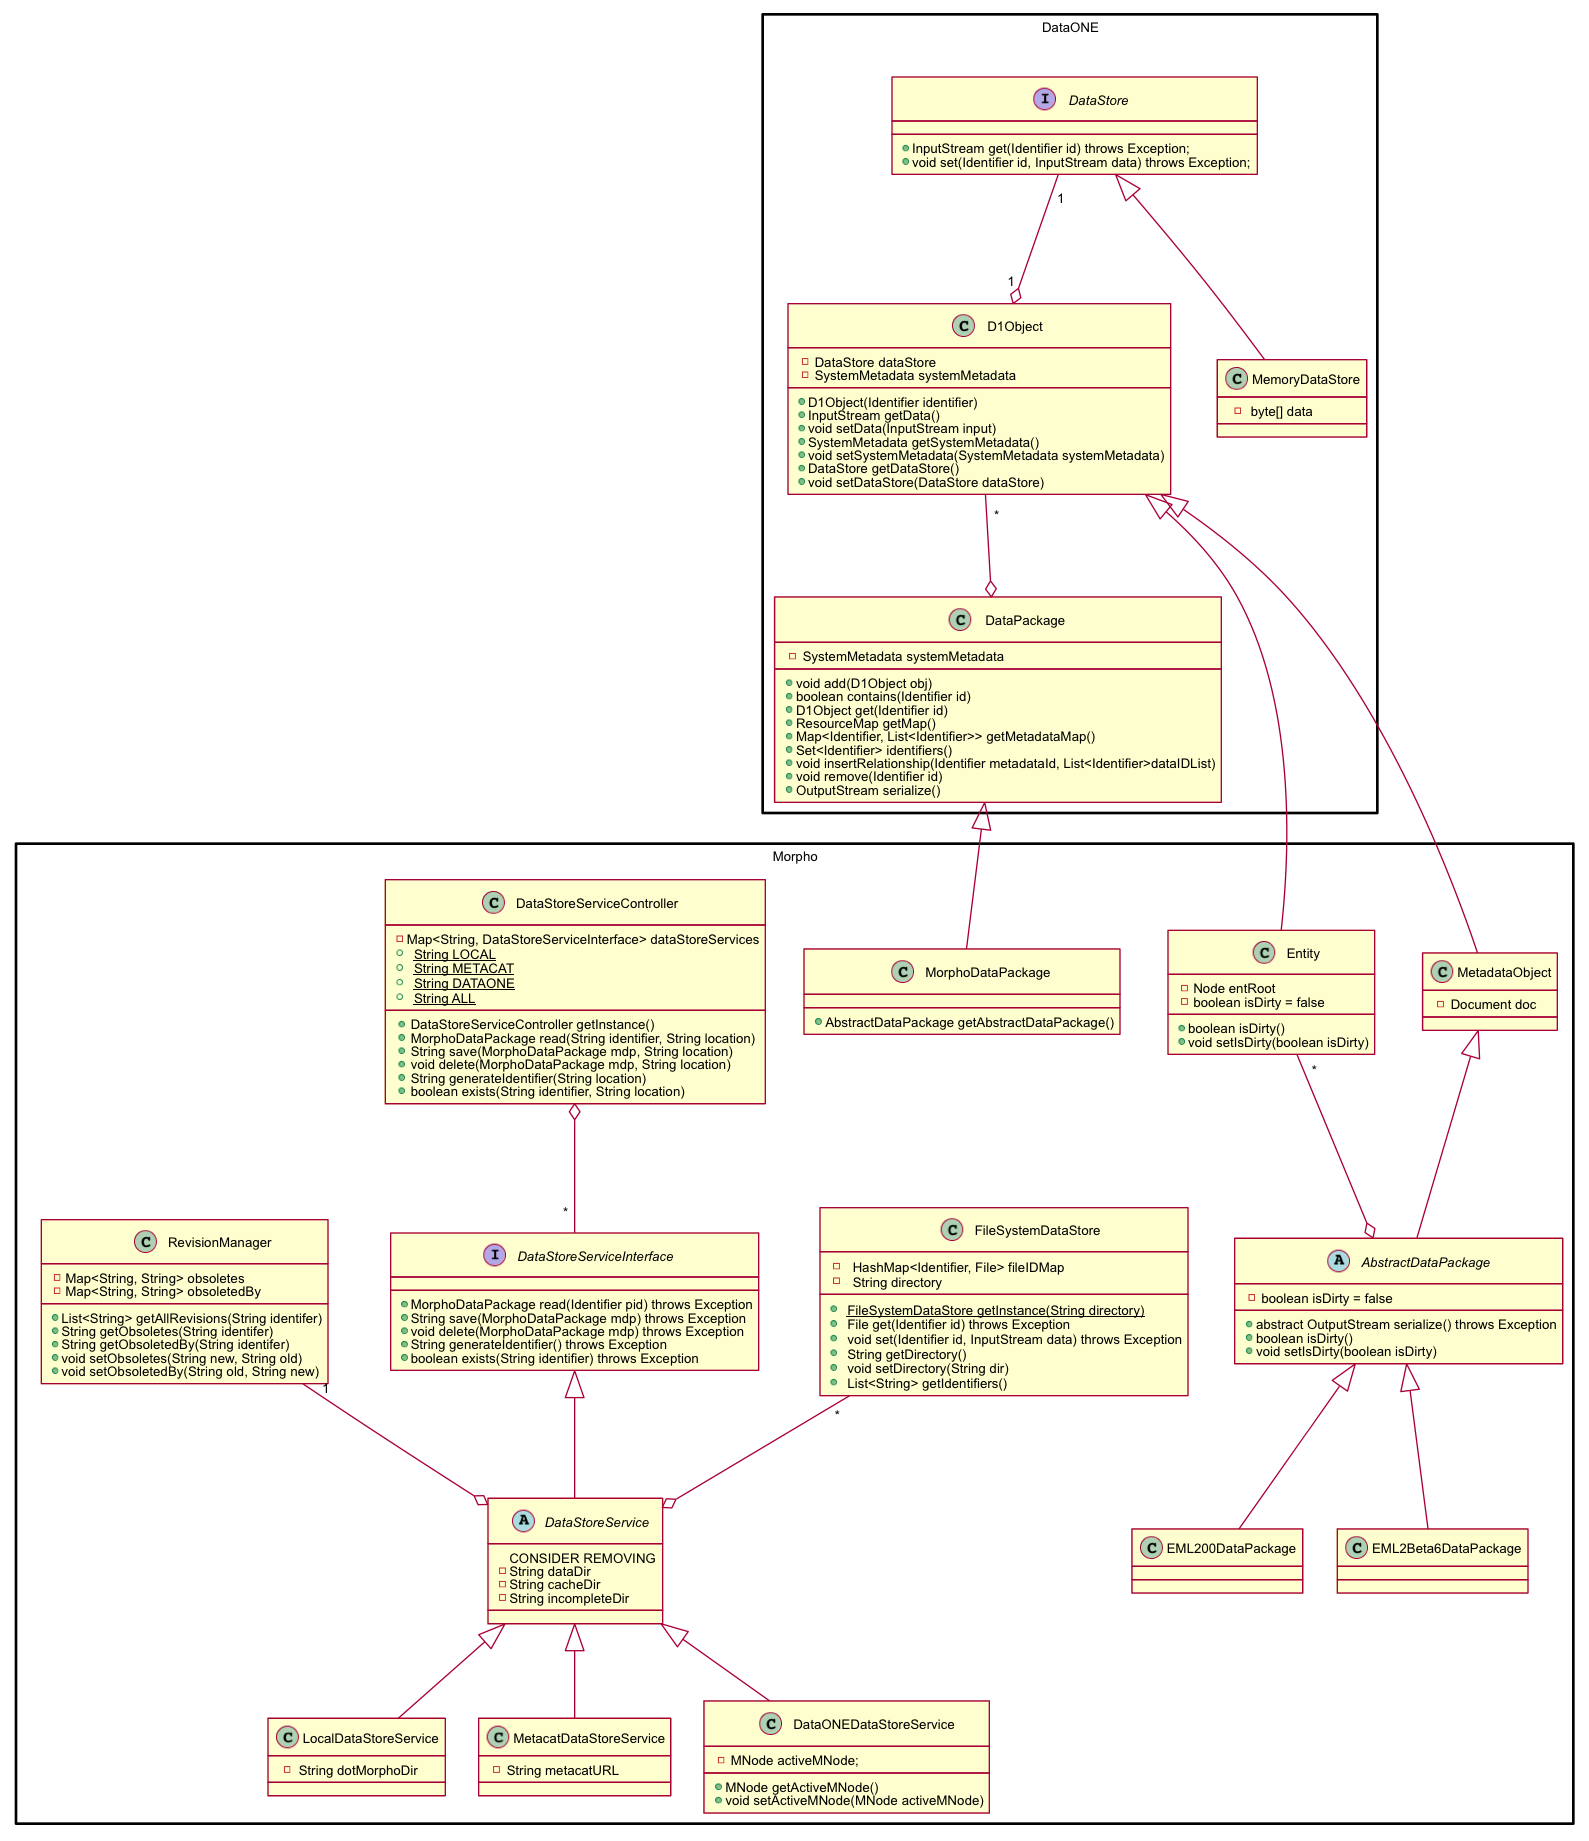 DataONE
I DataStore
InputStream get(Identifier id) throws Exception;
void set(Identifier id, InputStream data) throws Exception;
1
1
C D1Object
DataStore dataStore
SystemMetadata systemMetadata
D1Object(Identifier identifier)
InputStream getData()
void setData(InputStream input)
SystemMetadata getSystemMetadata()
void setSystemMetadata(SystemMetadata systemMetadata)
DataStore getDataStore()
void setDataStore(DataStore dataStore)
C MemoryDataStore
byte[] data
*
C DataPackage
SystemMetadata systemMetadata
void add(D1Object obj)
boolean contains(Identifier id)
D1Object get(Identifier id)
ResourceMap getMap()
Map<Identifier, List<Identifier>> getMetadataMap()
Set<Identifier> identifiers()
void insertRelationship(Identifier metadataId, List<Identifier>dataIDList)
void remove(Identifier id)
OutputStream serialize()
Morpho
C DataStoreServiceController
Map<String, DataStoreServiceInterface> dataStoreServices
String LOCAL
String METACAT
String DATAONE
String ALL
DataStoreServiceController getInstance()
MorphoDataPackage read(String identifier, String location)
String save(MorphoDataPackage mdp, String location)
void delete(MorphoDataPackage mdp, String location)
String generateIdentifier(String location)
boolean exists(String identifier, String location)
C MorphoDataPackage
AbstractDataPackage getAbstractDataPackage()
C Entity
Node entRoot
boolean isDirty = false
boolean isDirty()
void setIsDirty(boolean isDirty)
C MetadataObject
Document doc
*
*
C RevisionManager
Map<String, String> obsoletes
Map<String, String> obsoletedBy
List<String> getAllRevisions(String identifer)
String getObsoletes(String identifer)
String getObsoletedBy(String identifer)
void setObsoletes(String new, String old)
void setObsoletedBy(String old, String new)
1
I DataStoreServiceInterface
MorphoDataPackage read(Identifier pid) throws Exception
String save(MorphoDataPackage mdp) throws Exception
void delete(MorphoDataPackage mdp) throws Exception
String generateIdentifier() throws Exception
boolean exists(String identifier) throws Exception
C FileSystemDataStore
HashMap<Identifier, File> fileIDMap
String directory
FileSystemDataStore getInstance(String directory)
File get(Identifier id) throws Exception
void set(Identifier id, InputStream data) throws Exception
String getDirectory()
void setDirectory(String dir)
List<String> getIdentifiers()
*
A AbstractDataPackage
boolean isDirty = false
abstract OutputStream serialize() throws Exception
boolean isDirty()
void setIsDirty(boolean isDirty)
A DataStoreService
CONSIDER REMOVING
String dataDir
String cacheDir
String incompleteDir
C EML200DataPackage
C EML2Beta6DataPackage
C LocalDataStoreService
String dotMorphoDir
C MetacatDataStoreService
String metacatURL
C DataONEDataStoreService
MNode activeMNode;
MNode getActiveMNode()
void setActiveMNode(MNode activeMNode)